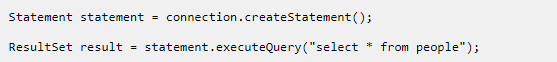 Statement statement = connection.createStatement();
ResultSet result = statement.executeQuery("select * from people");